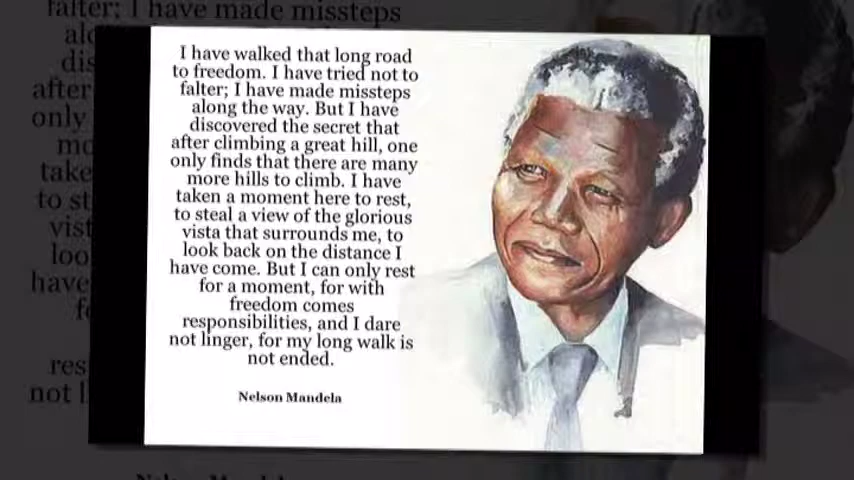 falter; I have made missteps
I have walked that long road
to freedom. I have tried not to
falter; I have made missteps
along the way. But I have
discovered the secret that
after climbing a great hill, one
only finds that there are many
more hills to climb. I have
taken a moment here to rest,
to steal a view of the glorious
vista that surrounds me, to
look back on the distance I
have come. But I can only rest
for a moment, for with
freedom comes
responsibilities, and I dare
not linger, for my long walk is
not ended.
Nelson Mandela